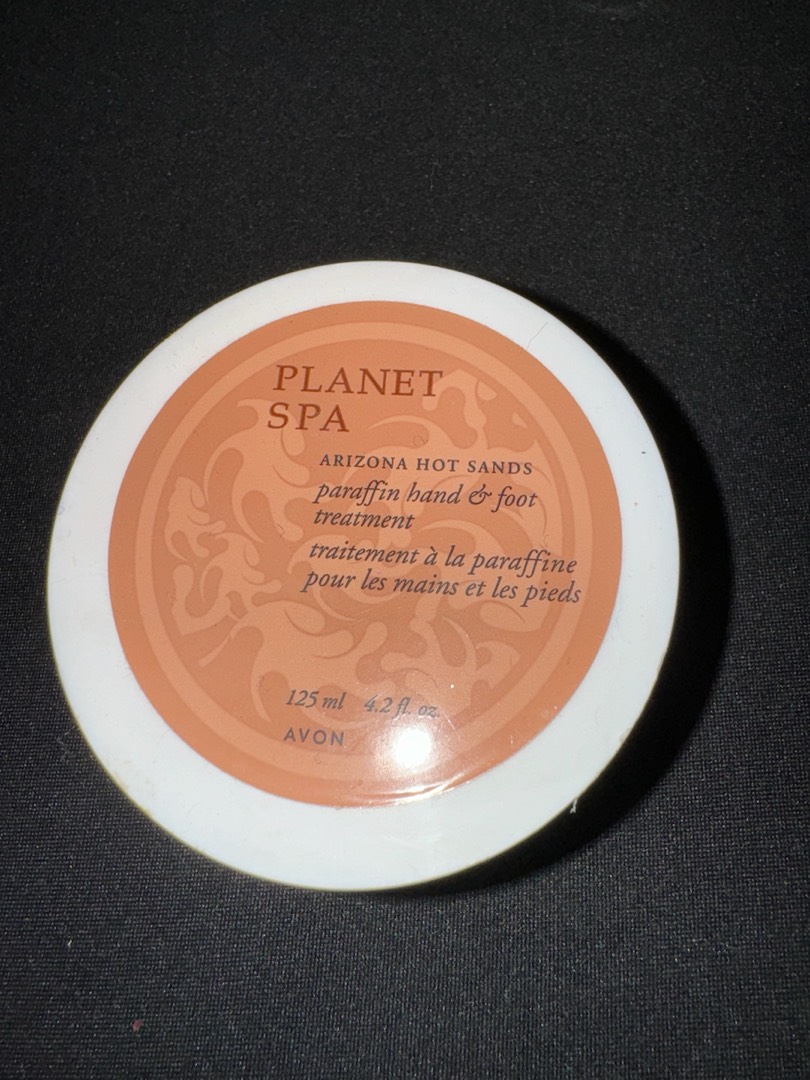 PLANET
SPA
ARIZONA HOT SANDS
paraffin hand & foot
treatment
traitement à la paraffine
pour les mains et les pieds
125 ml 4.2 fl. oz.
AVON